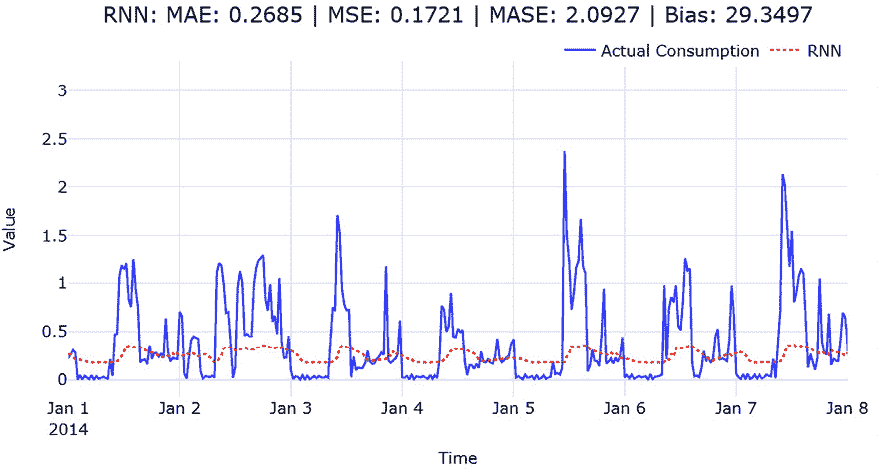 RNN: MAE: 0.2685 | MSE: 0.1721 | MASE: 2.0927 | Bias: 29.3497
Actual Consumption RNN
3
2.5
2
1.5
1
0.5
0
Value
Jan 1 Jan 2 Jan 3 Jan 4 Jan 5 Jan 6 Jan 7 Jan 8
2014
Time